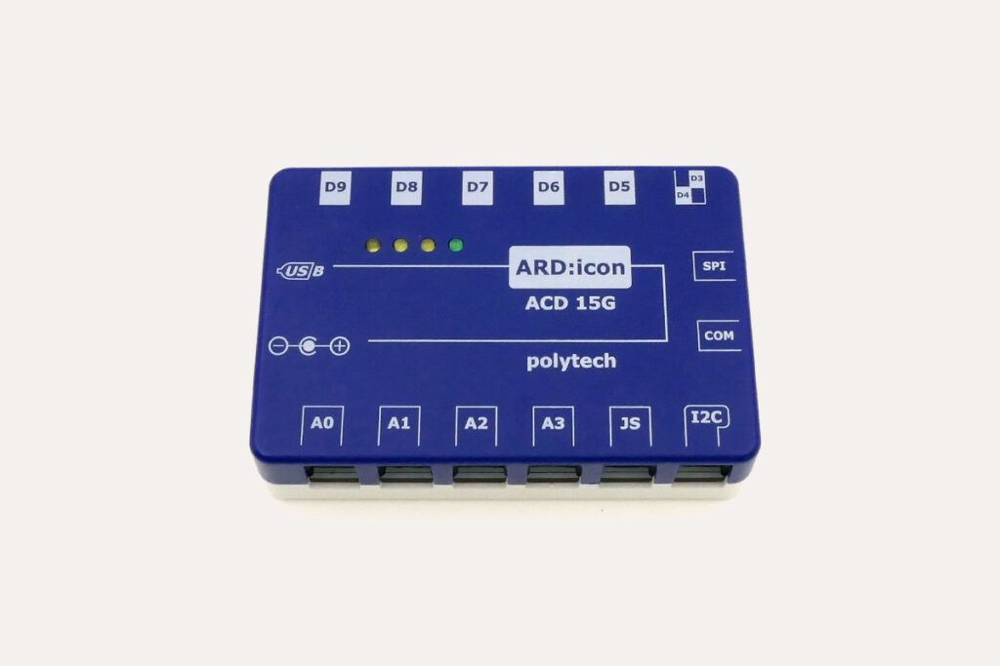 D9 D8 D7 D6 D5 D3
D4
USB
ARD:icon
SPI
ACD 15G
COM
polytech
A0 A1 A2 A3 JS I2C